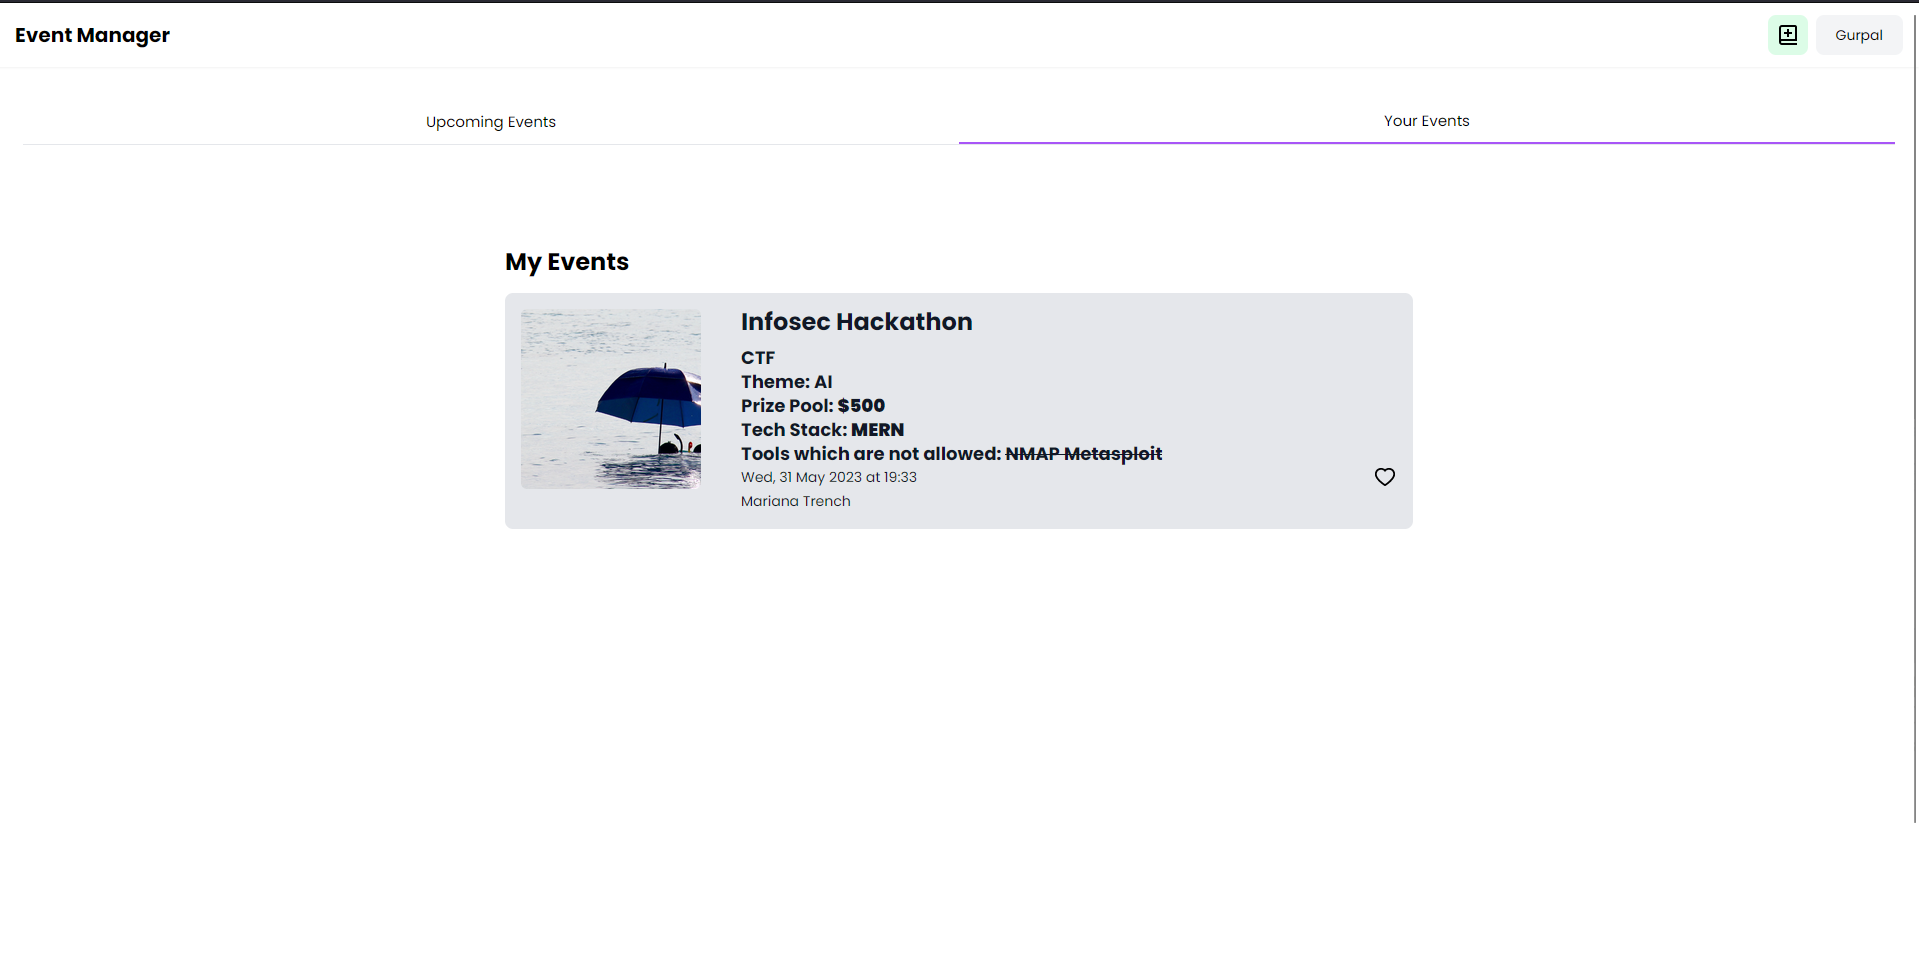 Event Manager
Gurpal
Upcoming Events
Your Events
My Events
Infosec Hackathon
CTF
Theme: AI
Prize Pool: $500
Tech Stack: MERN
Tools which are not allowed: NMAP Metasploit
Wed, 31 May 2023 at 19:33
Mariana Trench